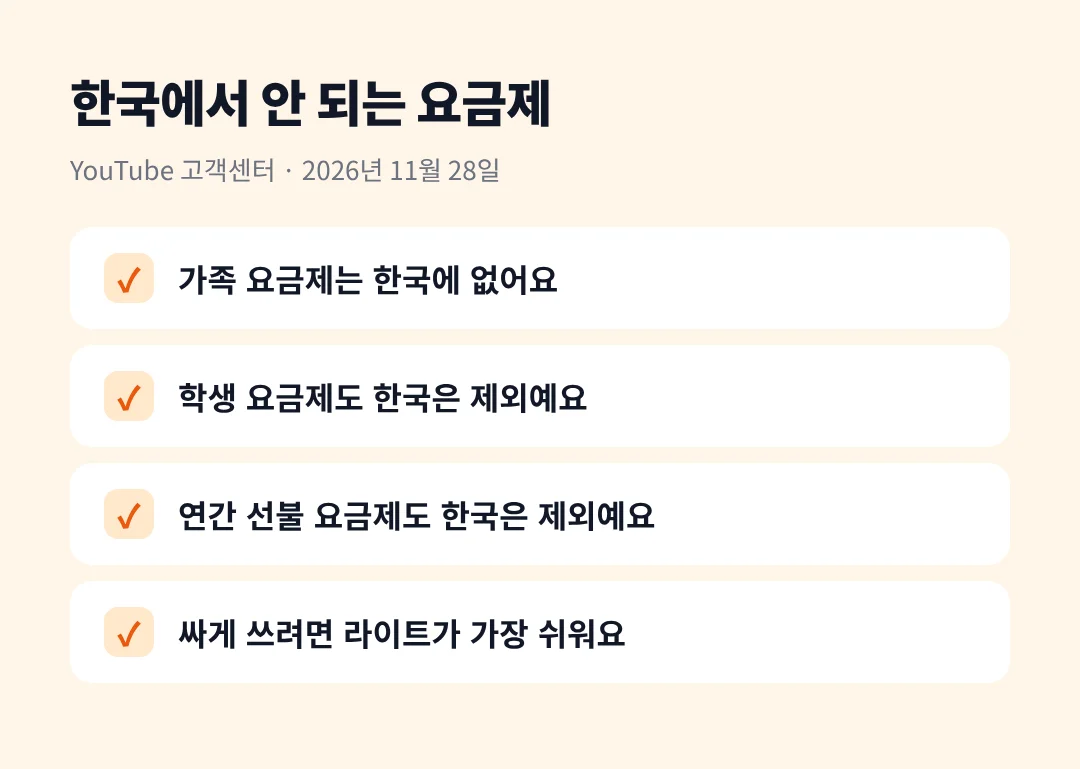 한국에서 안 되는 요금제
YouTube 고객센터 · 2026년 11월 28일
✓ 가족 요금제는 한국에 없어요
✓ 학생 요금제도 한국은 제외예요
✓ 연간 선불 요금제도 한국은 제외예요
✓ 싸게 쓰려면 라이트가 가장 쉬워요